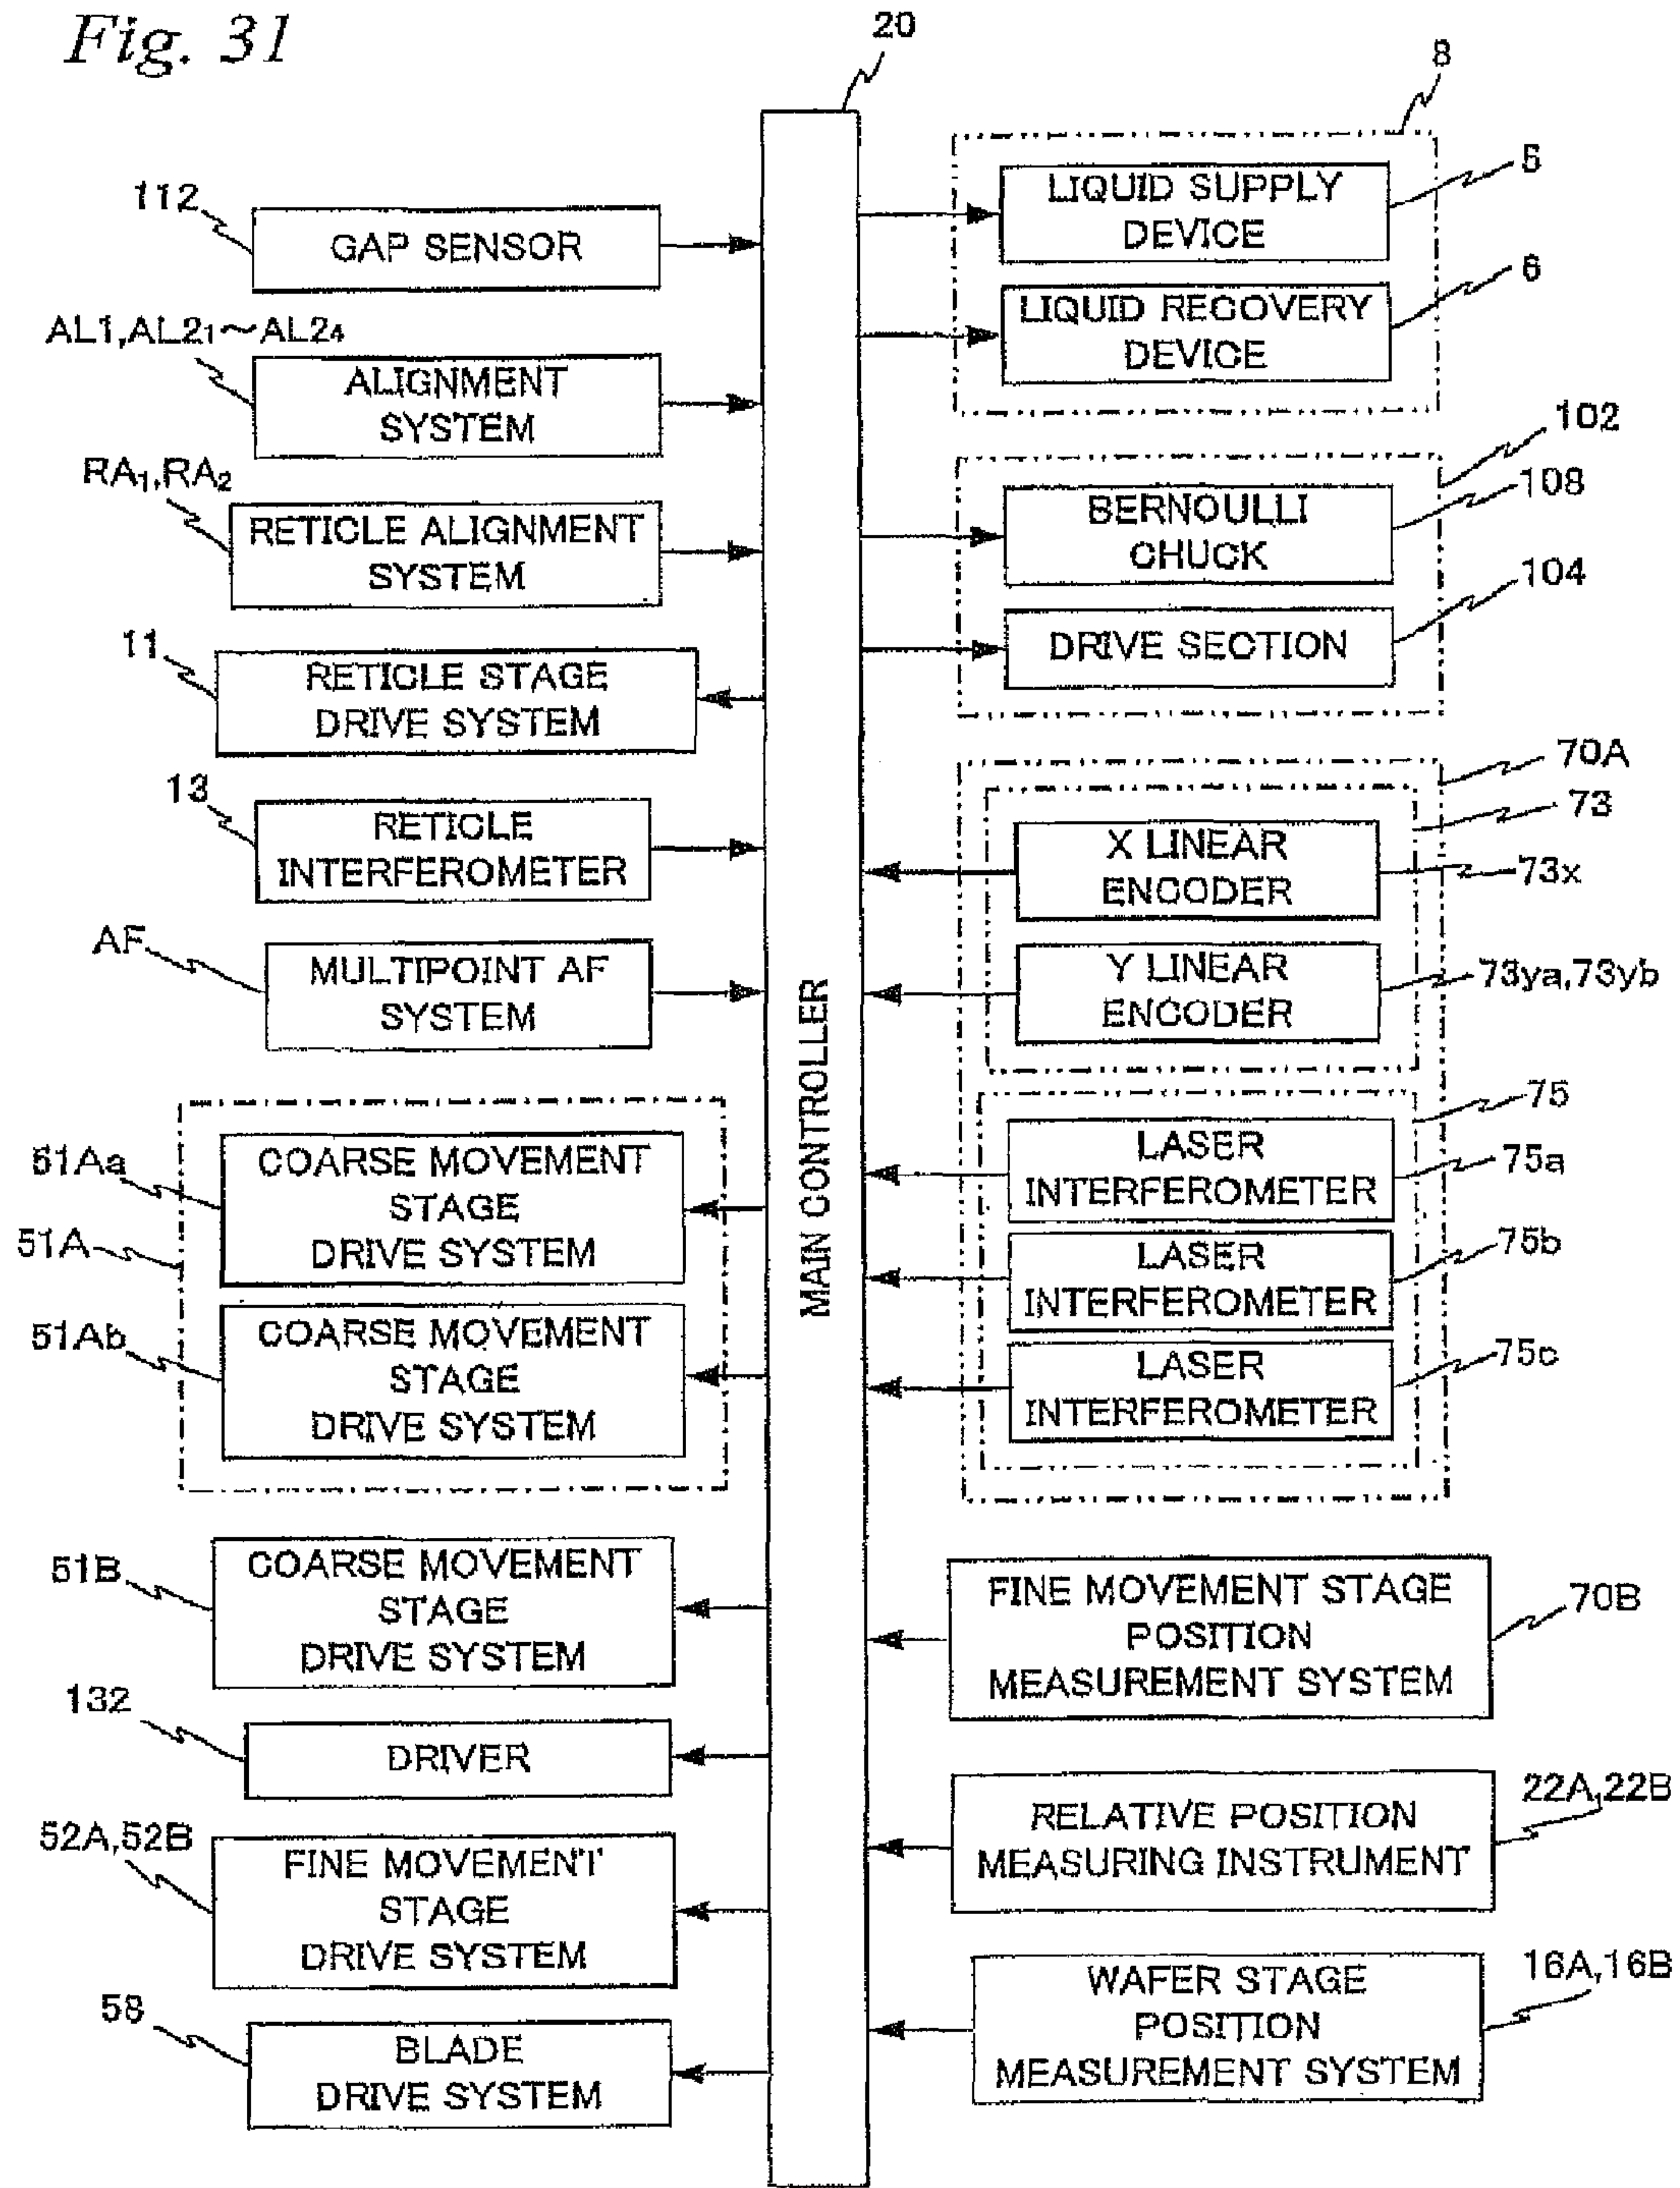 Fig. 31
20
8
112
GAP SENSOR
LIQUID SUPPLY
DEVICE
5
AL1,AL2₁~AL2₄
ALIGNMENT
SYSTEM
LIQUID RECOVERY
DEVICE
6
RA₁,RA₂
RETICLE ALIGNMENT
SYSTEM
102
BERNOULLI
CHUCK
108
11
RETICLE STAGE
DRIVE SYSTEM
DRIVE SECTION
104
13
RETICLE
INTERFEROMETER
70A
73
X LINEAR
ENCODER
73x
AF
MULTIPOINT AF
SYSTEM
Y LINEAR
ENCODER
73ya,73yb
MAIN CONTROLLER
51Aa
COARSE MOVEMENT
STAGE
DRIVE SYSTEM
51A
75
LASER
INTERFEROMETER
75a
51Ab
COARSE MOVEMENT
STAGE
DRIVE SYSTEM
LASER
INTERFEROMETER
75b
LASER
INTERFEROMETER
75c
51B
COARSE MOVEMENT
STAGE
DRIVE SYSTEM
FINE MOVEMENT STAGE
POSITION
MEASUREMENT SYSTEM
70B
132
DRIVER
RELATIVE POSITION
MEASURING INSTRUMENT
22A,22B
52A,52B
FINE MOVEMENT
STAGE
DRIVE SYSTEM
WAFER STAGE
POSITION
MEASUREMENT SYSTEM
16A,16B
58
BLADE
DRIVE SYSTEM